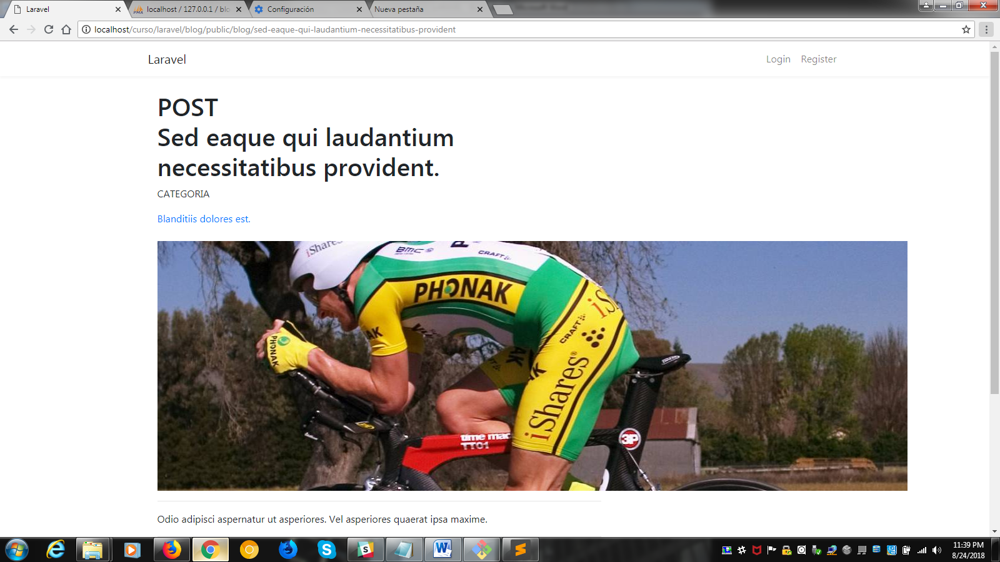 Laravel
localhost / 127.0.0.1 / blo
Configuración
Nueva pestaña
localhost/curso/laravel/blog/public/blog/sed-eaque-qui-laudantium-necessitatibus-provident
Laravel
Login
Register
POST
Sed eaque qui laudantium
necessitatibus provident.
CATEGORIA
Blanditiis dolores est.
iShares
BMC
CRAFT
PHONAK
iShares
CRAFT
PHONAK
iShares
time mac
TT01
3P
Odio adipisci aspernatur ut asperiores. Vel asperiores quaerat ipsa maxime.
11:39 PM
8/24/2018